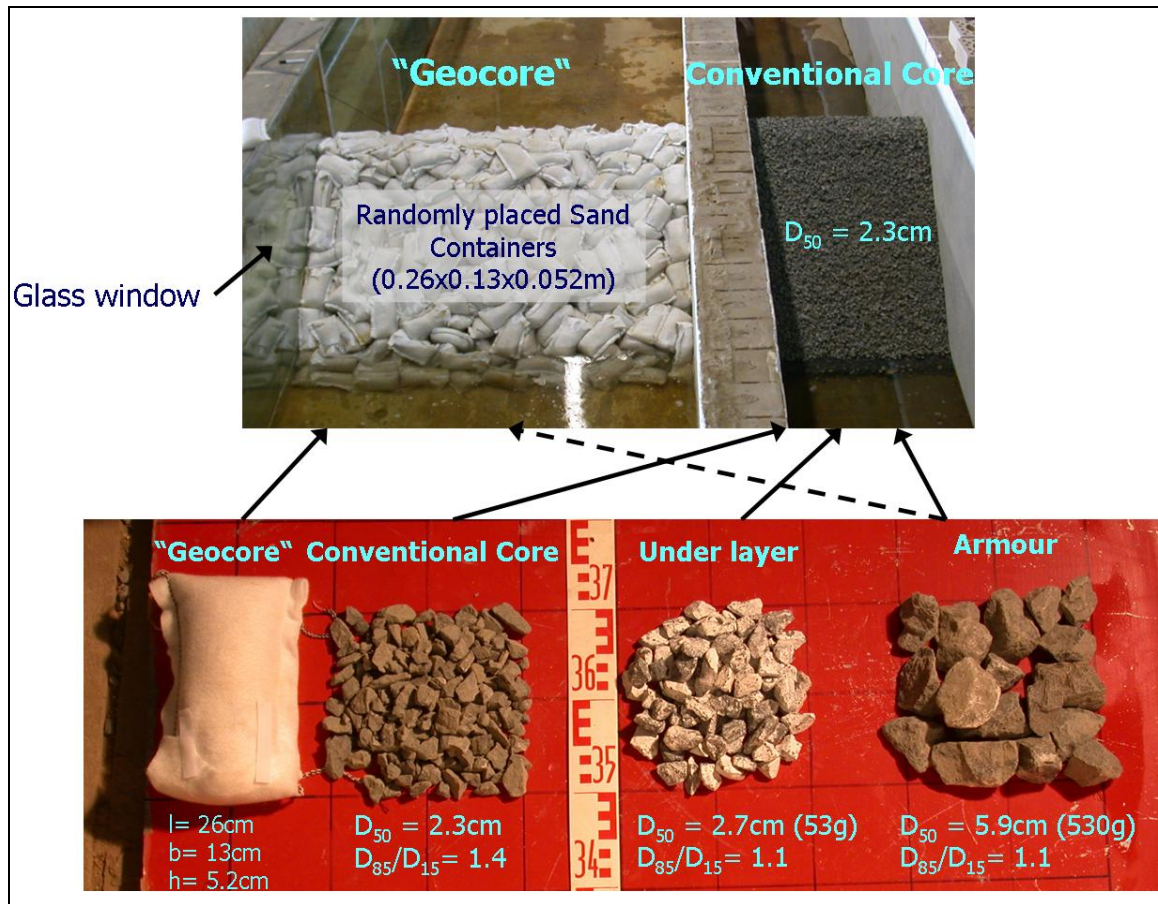 "Geocore"
Conventional Core
Randomly placed Sand
Containers
(0.26x0.13x0.052m)
D50 = 2.3cm
Glass window
"Geocore"
Conventional Core
Under layer
Armour
37
36
35
34
l= 26cm
b= 13cm
h= 5.2cm
D50 = 2.3cm
D85/D15= 1.4
D50 = 2.7cm (53g)
D85/D15= 1.1
D50 = 5.9cm (530g)
D85/D15= 1.1